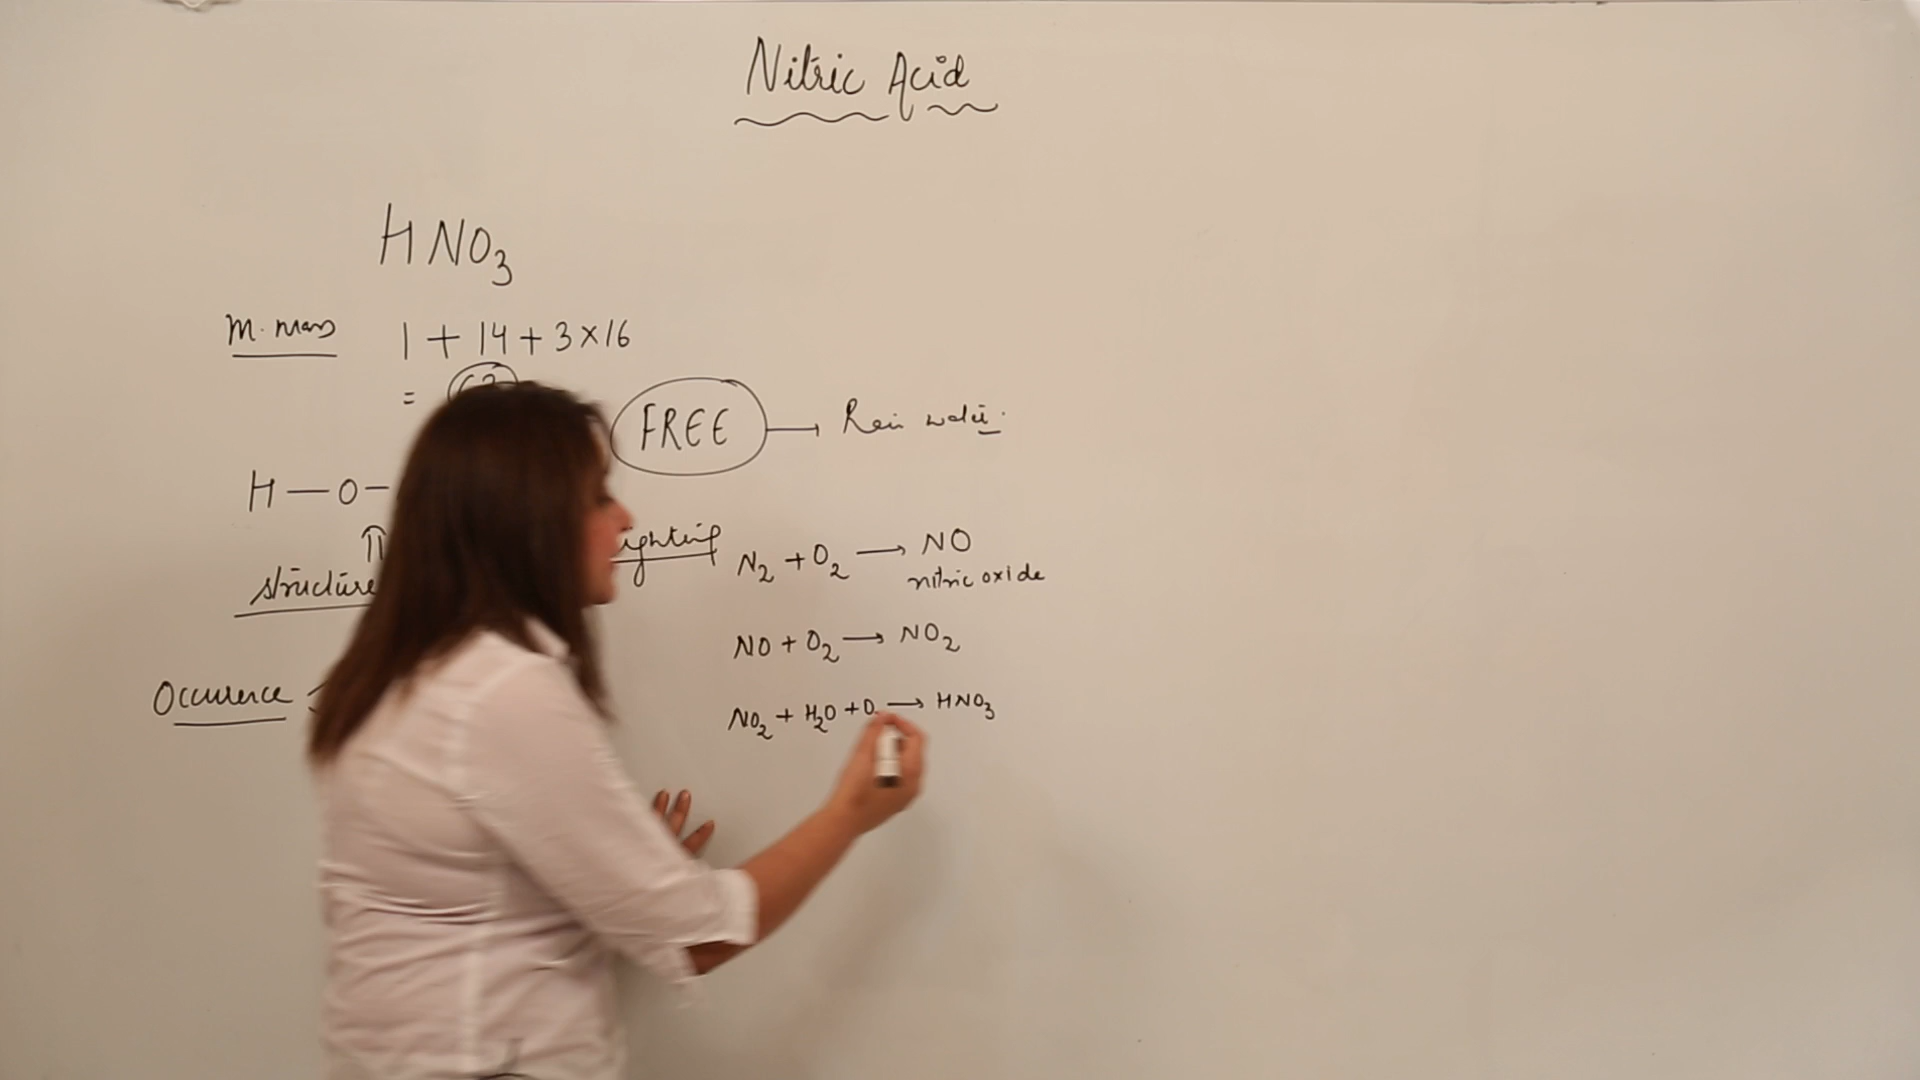 Nitric Acid
HNO₃
M. mass 1 + 14 + 3×16
=
FREE → Rain water.
H — O —
structure
N₂ + O₂ → NO
nitric oxide
NO + O₂ → NO₂
Occurence
NO₂ + H₂O + O → HNO₃